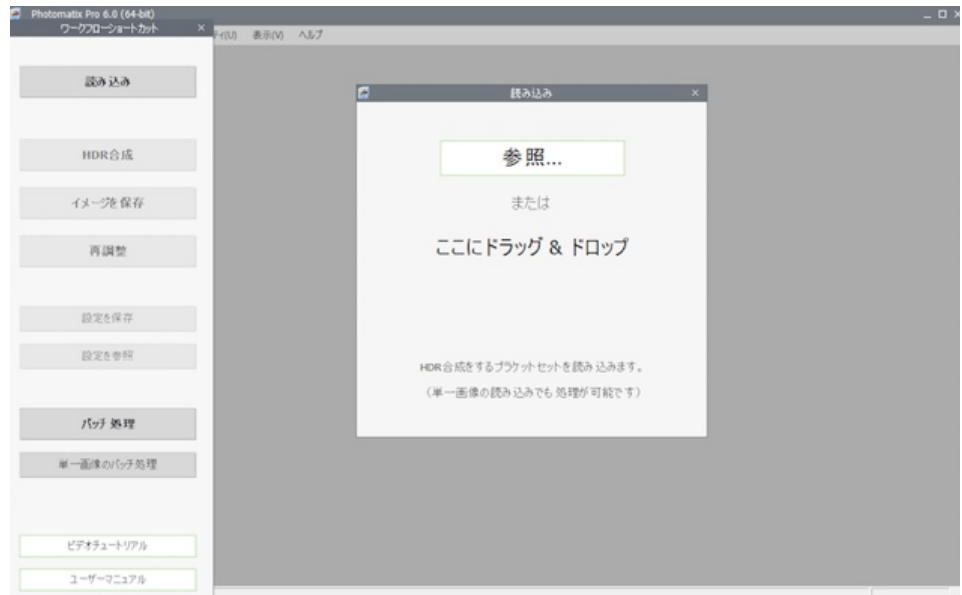 Photomatix Pro 6.0 (64-bit)
ワークフローショートカット
ティ(U) 表示(V) ヘルプ
読み込み
HDR合成
イメージを保存
再調整
設定を保存
設定を参照
バッチ処理
単一画像のバッチ処理
ビデオチュートリアル
ユーザーマニュアル
読み込み
参照...
または
ここにドラッグ & ドロップ
HDR合成をするブラケットセットを読み込みます。
（単一画像の読み込みでも処理が可能です）